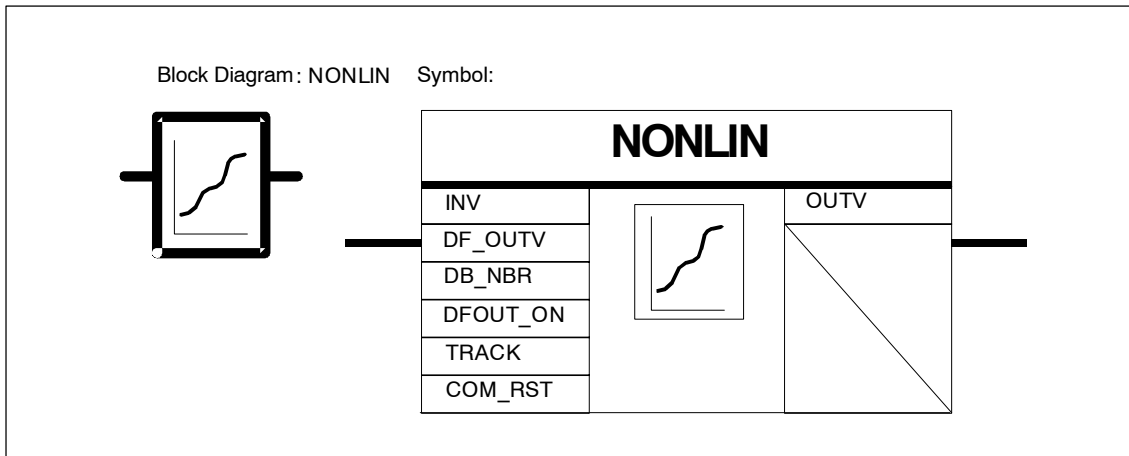 Block Diagram: NONLIN Symbol:
NONLIN
INV
OUTV
DF_OUTV
DB_NBR
DFOUT_ON
TRACK
COM_RST